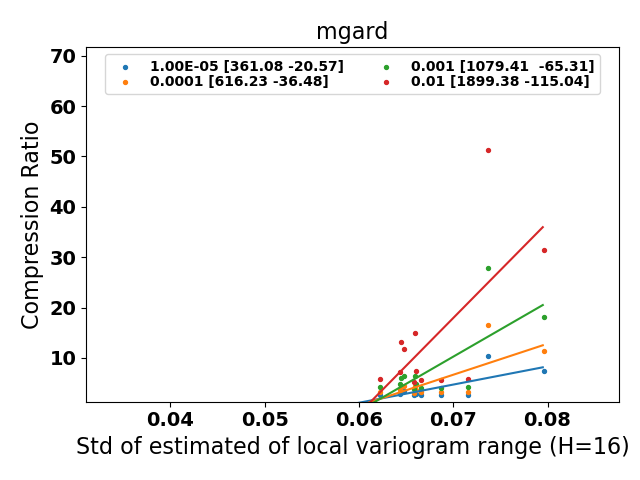 mgard
1.00E-05 [361.08 -20.57]
0.0001 [616.23 -36.48]
0.001 [1079.41  -65.31]
0.01 [1899.38 -115.04]
Compression Ratio
70
60
50
40
30
20
10
0.04 0.05 0.06 0.07 0.08
Std of estimated of local variogram range (H=16)